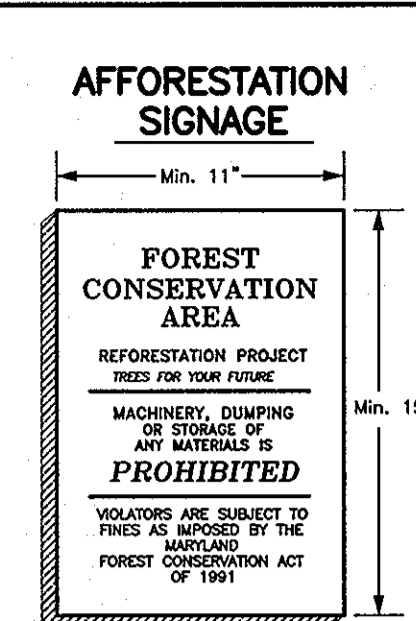 AFFORESTATION
SIGNAGE
Min. 11"
FOREST
CONSERVATION
AREA
REFORESTATION PROJECT
TREES FOR YOUR FUTURE
MACHINERY, DUMPING
OR STORAGE OF
ANY MATERIALS IS
PROHIBITED
VIOLATORS ARE SUBJECT TO
FINES AS IMPOSED BY THE
MARYLAND
FOREST CONSERVATION ACT
OF 1991
Min.